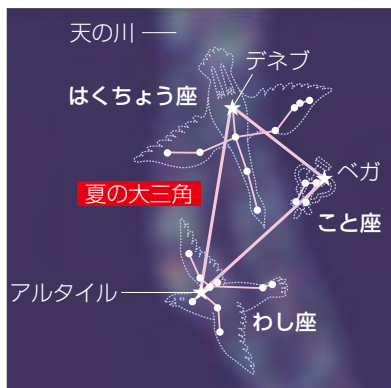 天の川
デネブ
はくちょう座
ベガ
夏の大三角
こと座
アルタイル
わし座